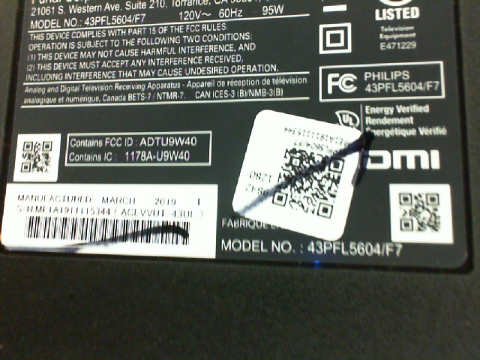 21061 S. Western Ave. Suite 210, Torrance, CA
MODEL NO. : 43PFL5604/F7 120V~ 60Hz 95W
THIS DEVICE COMPLIES WITH PART 15 OF THE FCC RULES
OPERATION IS SUBJECT TO THE FOLLOWING TWO CONDITIONS:
(1) THIS DEVICE MAY NOT CAUSE HARMFUL INTERFERENCE, AND
(2) THIS DEVICE MUST ACCEPT ANY INTERFERENCE RECEIVED,
INCLUDING INTERFERENCE THAT MAY CAUSE UNDESIRED OPERATION.
Analog and Digital Television Receiving Apparatus - Appareil de réception de télévision
analogique et numérique, Canada BETS-7 / NTMR-7, CAN ICES-3 (B)/NMB-3(B)
LISTED
Television
Equipment
E471229
FC PHILIPS
43PFL5604/F7
UL Energy Verified
Rendement
Énergétique Vérifié
Contains FCC ID : ADTU9W40
Contains IC : 1178A-U9W40
MANUFACTURED MARCH 2019
MODEL NO. : 43PFL5604/F7